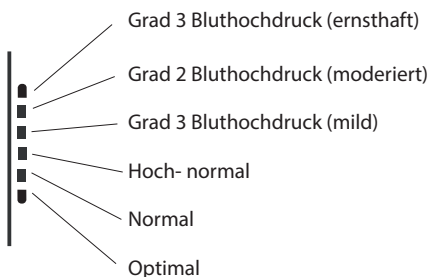 Grad 3 Bluthochdruck (ernsthaft)
Grad 2 Bluthochdruck (moderiert)
Grad 3 Bluthochdruck (mild)
Hoch- normal
Normal
Optimal